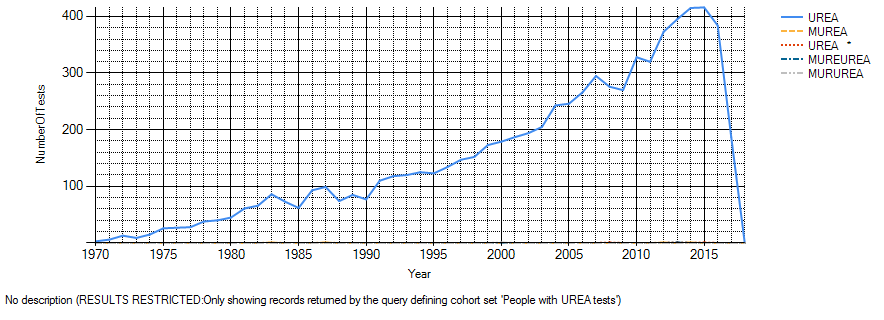 400
300
200
100
NumberOfTests
1970 1975 1980 1985 1990 1995 2000 2005 2010 2015
Year
UREA
MUREA
UREA *
MUREUREA
MURUREA
No description (RESULTS RESTRICTED:Only showing records returned by the query defining cohort set 'People with UREA tests')